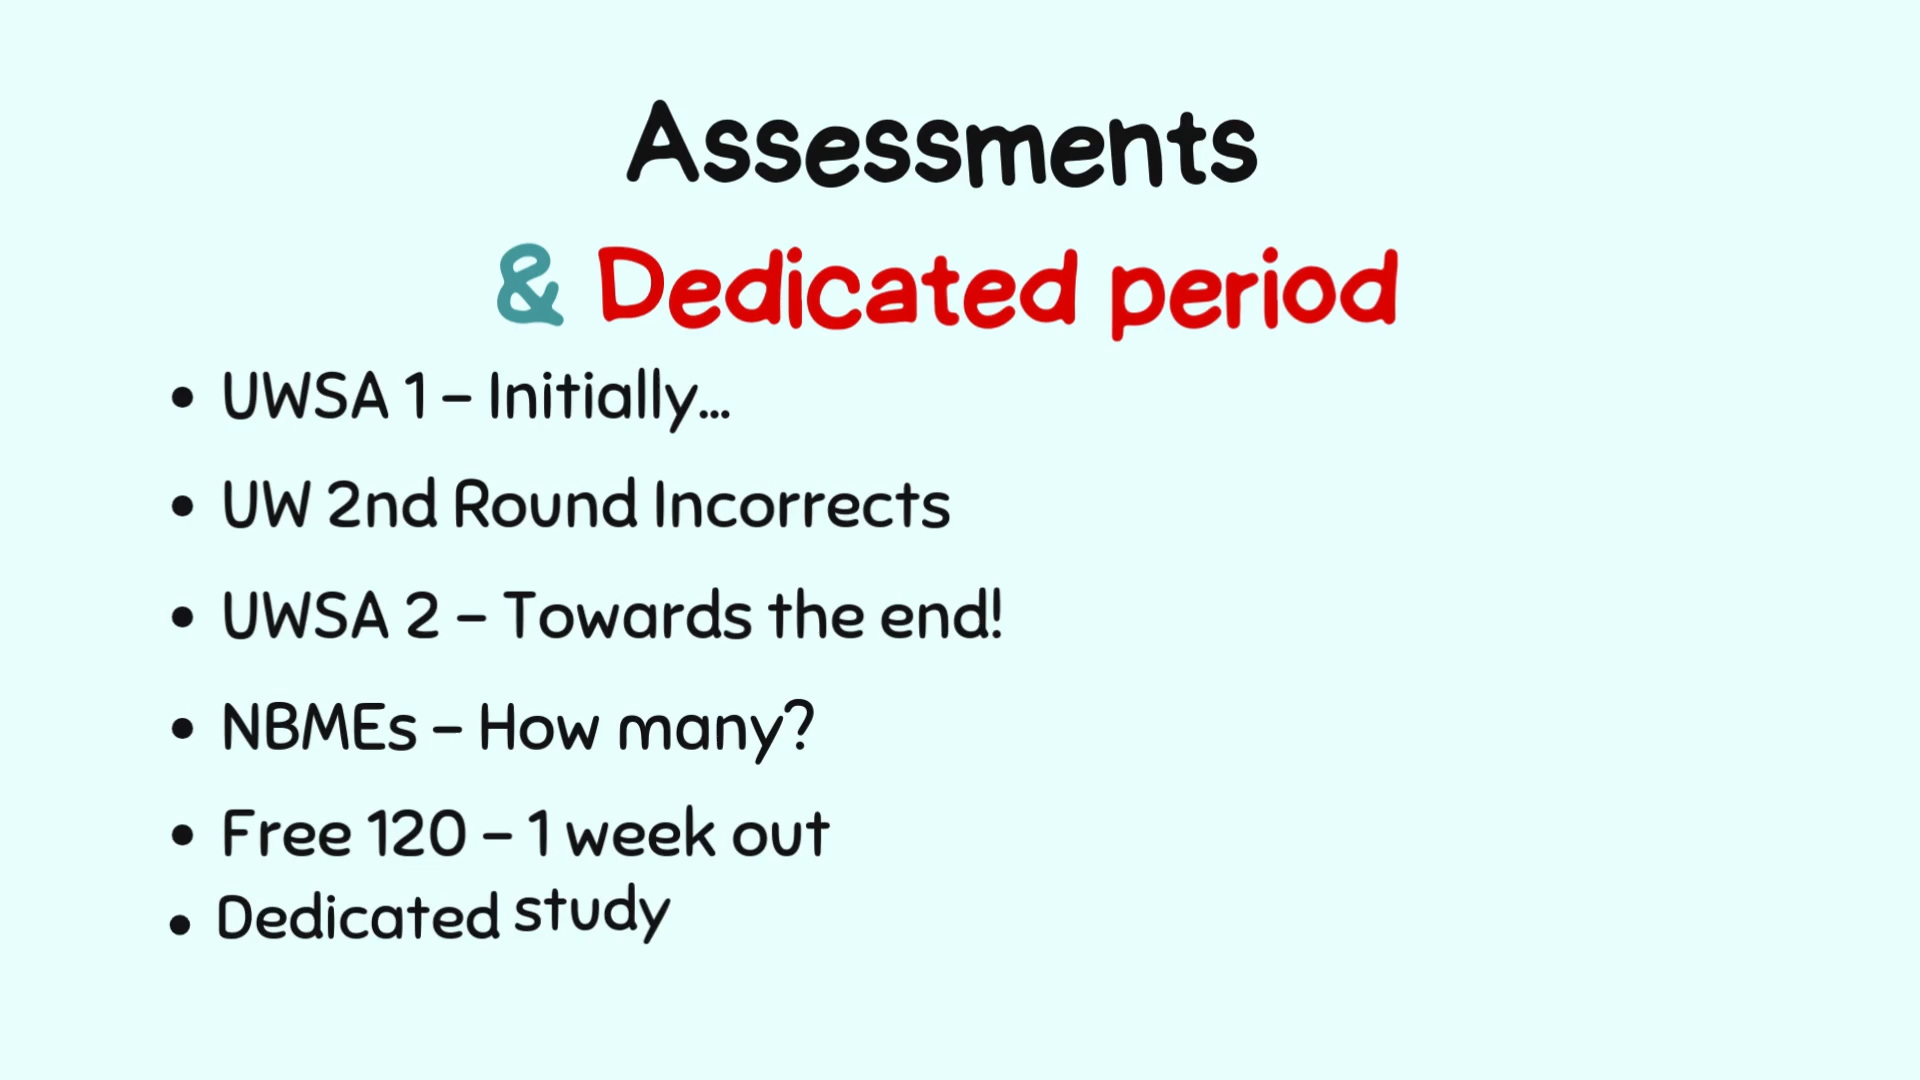 Assessments
& Dedicated period
• UWSA 1 – Initially...
• UW 2nd Round Incorrects
• UWSA 2 – Towards the end!
• NBMEs – How many?
• Free 120 – 1 week out
• Dedicated study